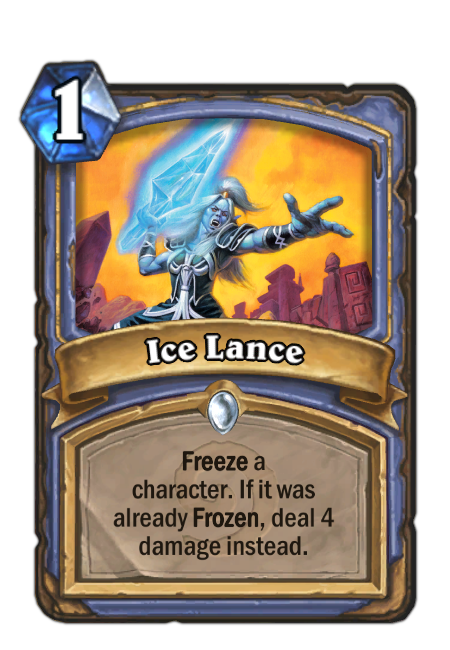 1
Ice Lance
Freeze a
character. If it was
already Frozen, deal 4
damage instead.